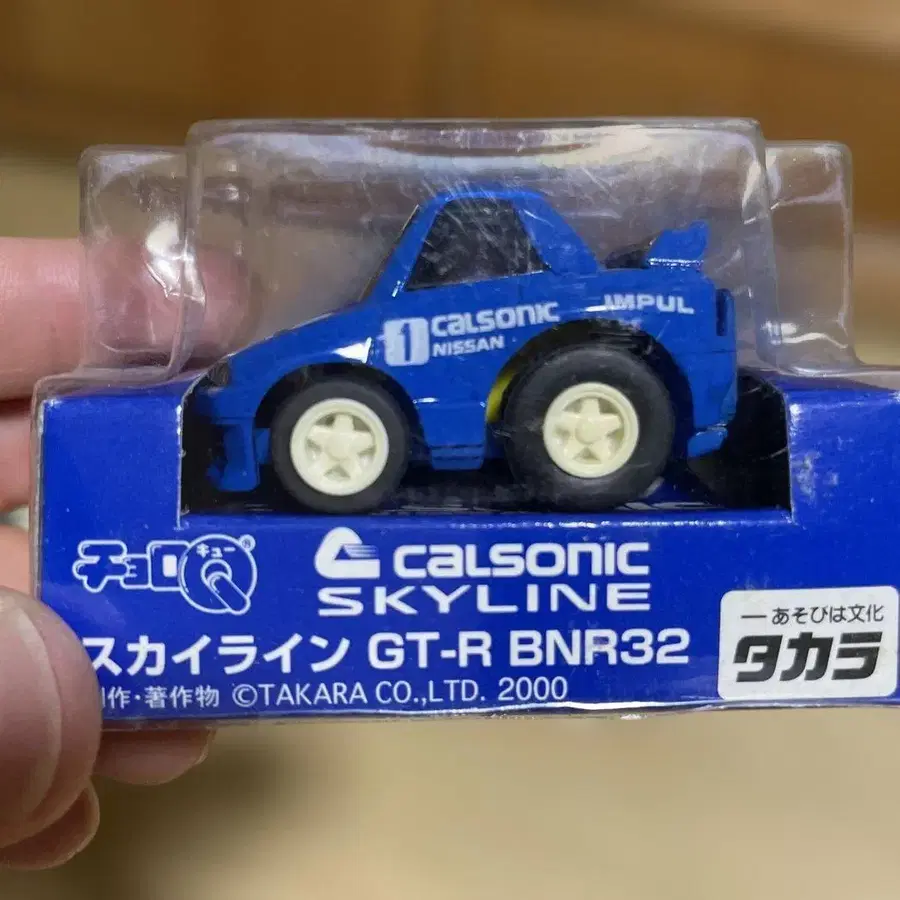 1 calsonic
NISSAN
IMPUL
チョロQ キュー ®
calsonic
SKYLINE
スカイライン GT-R BNR32
作・著作物 ©TAKARA CO.,LTD. 2000
ーあそびは文化
タカラ